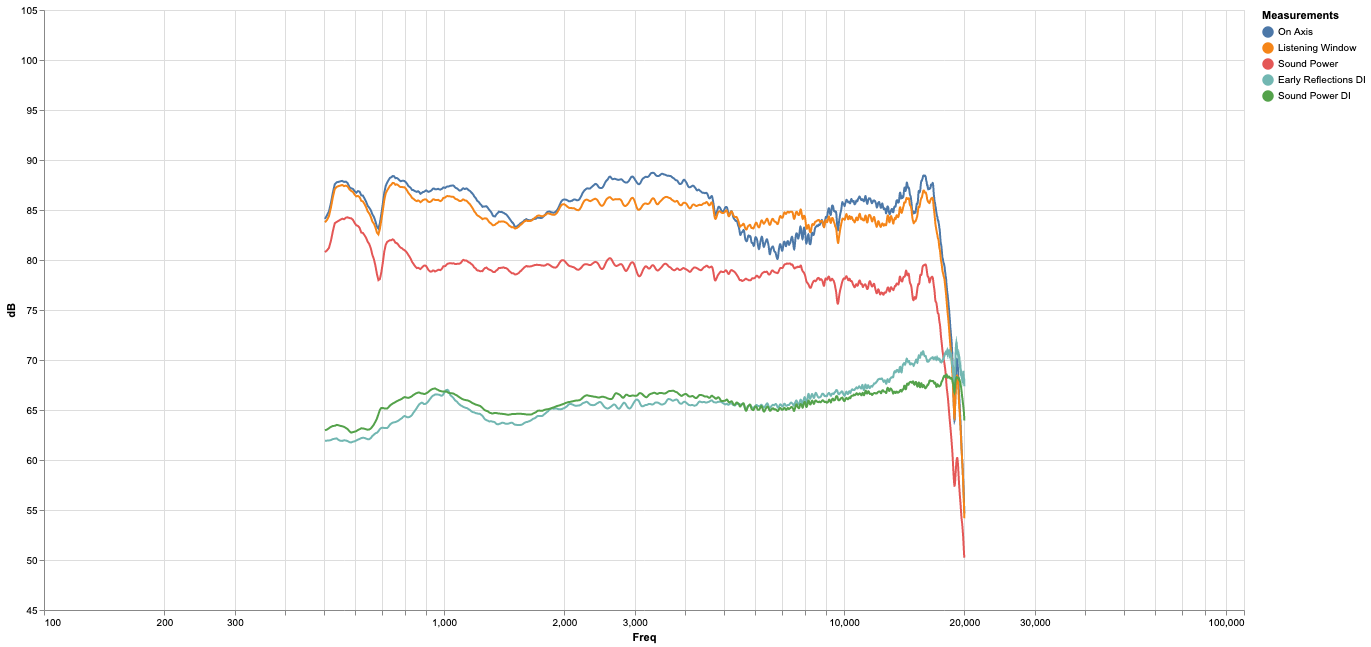 105
100
95
90
85
80
75
70
65
60
55
50
45
dB
100
200
300
1,000
2,000
3,000
10,000
20,000
30,000
100,000
Freq
Measurements
On Axis
Listening Window
Sound Power
Early Reflections DI
Sound Power DI